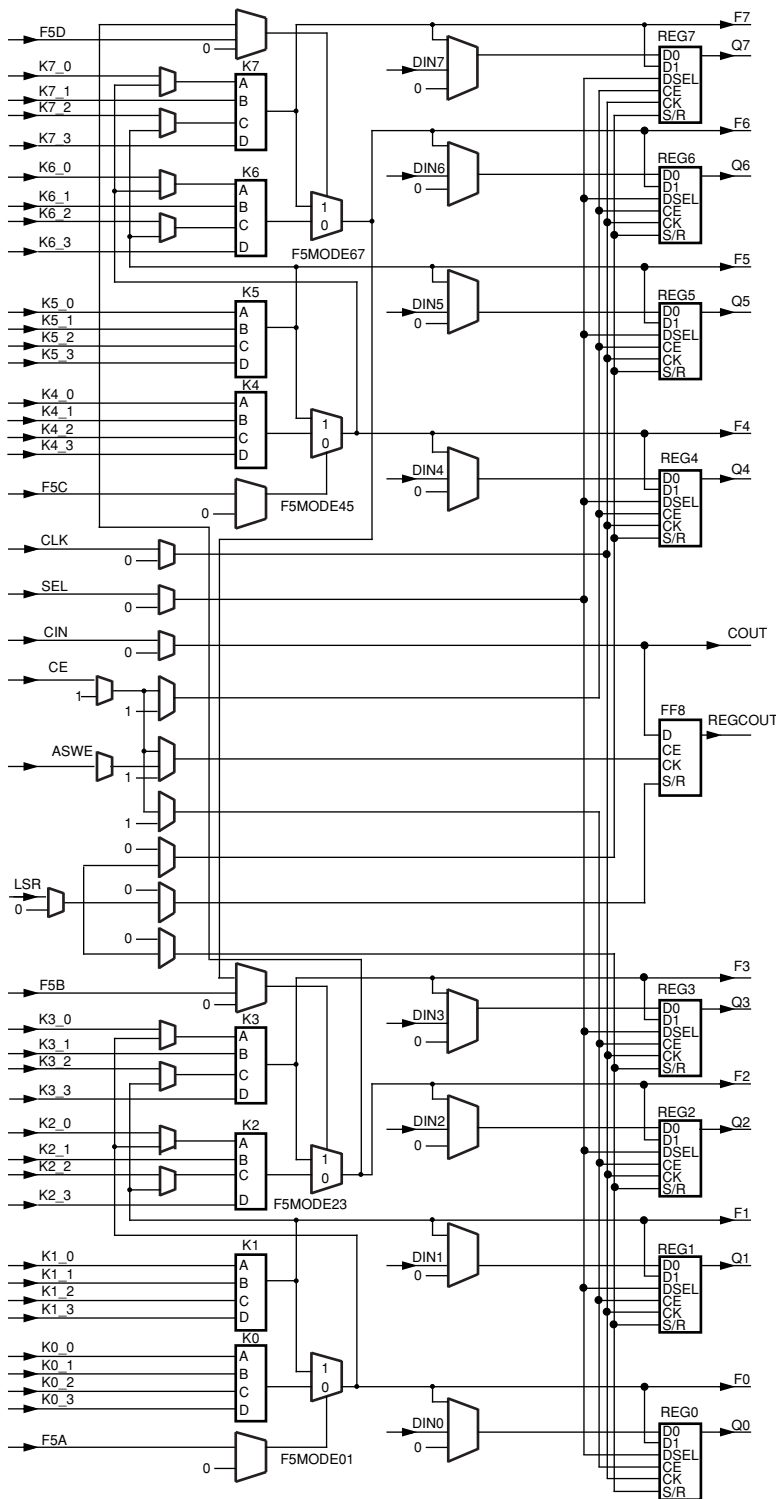 F7
F5D
0
REG7
Q7
K7_0
K7
DIN7
D0
D1
DSEL
CE
CK
S/R
K7_1
A
B
0
K7_2
C
K7_3
D
F6
K6_0
K6
REG6
Q6
A
DIN6
D0
D1
DSEL
CE
CK
S/R
K6_1
B
0
K6_2
C
1
0
K6_3
D
F5MODE67
F5
K5_0
K5
REG5
Q5
A
DIN5
D0
D1
DSEL
CE
CK
S/R
K5_1
B
0
K5_2
C
K5_3
D
K4_0
K4
A
F4
K4_1
B
1
0
K4_2
C
K4_3
D
REG4
Q4
DIN4
D0
D1
DSEL
CE
CK
S/R
0
F5C
0
F5MODE45
CLK
0
SEL
0
CIN
0
COUT
CE
1
1
FF8
REGCOUT
D
CE
CK
S/R
ASWE
1
1
0
LSR
0
0
0
F3
F5B
0
REG3
Q3
K3_0
K3
DIN3
D0
D1
DSEL
CE
CK
S/R
K3_1
A
B
0
K3_2
C
K3_3
D
F2
K2_0
K2
REG2
Q2
A
DIN2
D0
D1
DSEL
CE
CK
S/R
K2_1
B
0
K2_2
C
1
0
K2_3
D
F5MODE23
F1
K1_0
K1
REG1
Q1
A
DIN1
D0
D1
DSEL
CE
CK
S/R
K1_1
B
0
K1_2
C
K1_3
D
K0_0
K0
A
F0
K0_1
B
1
0
K0_2
C
K0_3
D
REG0
Q0
DIN0
D0
D1
DSEL
CE
CK
S/R
0
F5A
0
F5MODE01